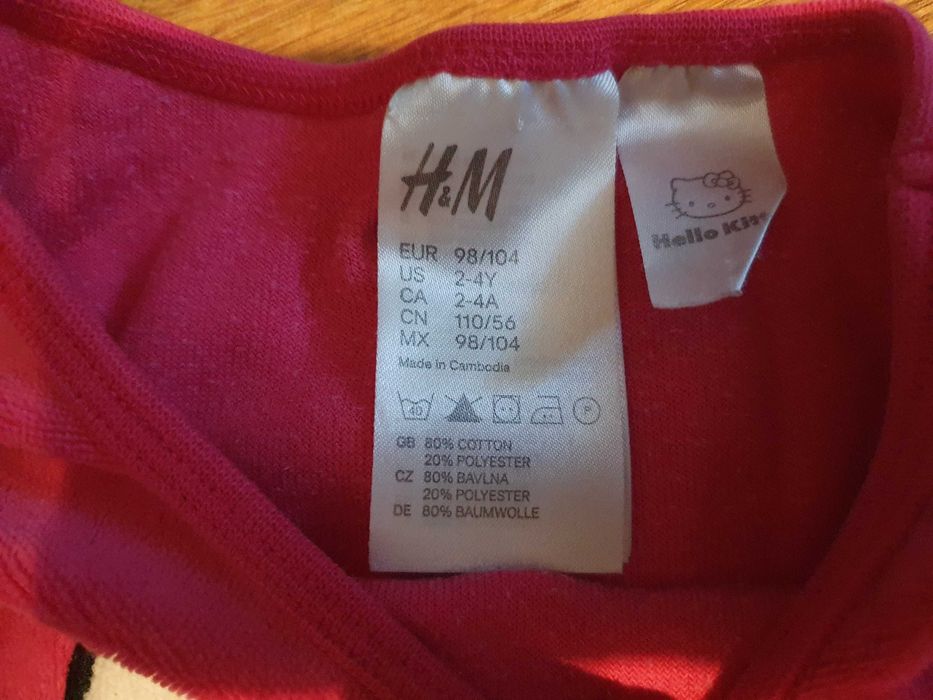 H&M
EUR 98/104
US 2-4Y
CA 2-4A
CN 110/56
MX 98/104
Made in Cambodia
40
P
GB 80% COTTON
20% POLYESTER
CZ 80% BAVLNA
20% POLYESTER
DE 80% BAUMWOLLE
Hello Kit